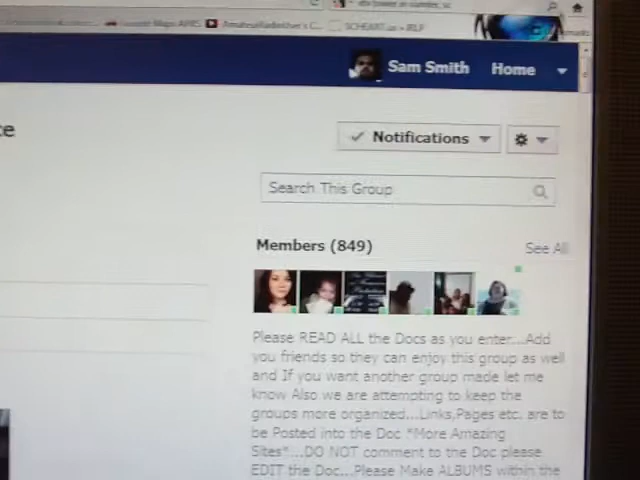 Sam Smith Home
ce
Notifications
Search This Group
Members (849) See All
Please READ ALL the Docs as you enter...Add
you friends so they can enjoy this group as well
and If you want another group made let me
know Also we are attempting to keep the
groups more organized...Links,Pages etc. are to
be Posted into the Doc "More Amazing
Sites"...DO NOT comment to the Doc please
EDIT the Doc...Please Make ALBUMS within the